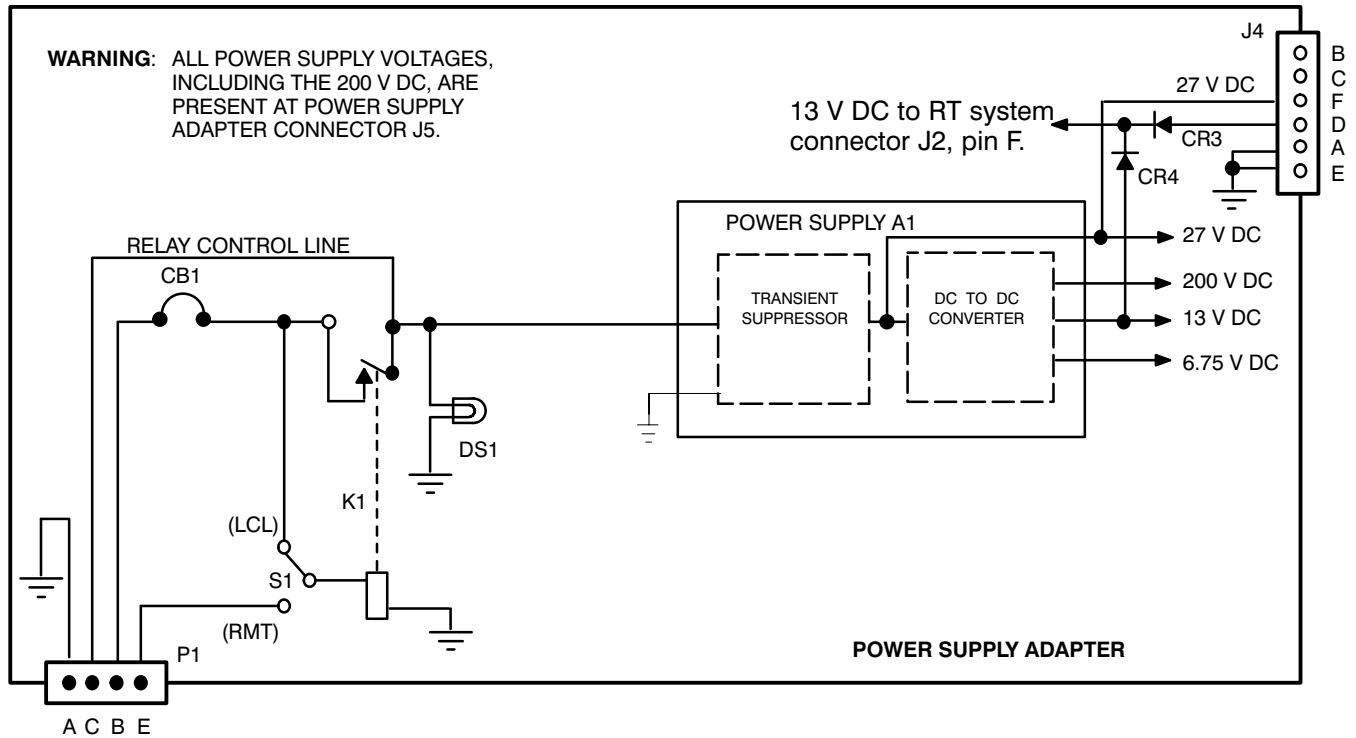 J4
WARNING: ALL POWER SUPPLY VOLTAGES,
INCLUDING THE 200 V DC, ARE
PRESENT AT POWER SUPPLY
ADAPTER CONNECTOR J5.
B
C
F
D
A
E
27 V DC
13 V DC to RT system
connector J2, pin F.
CR3
CR4
POWER SUPPLY A1
RELAY CONTROL LINE
CB1
27 V DC
200 V DC
13 V DC
6.75 V DC
TRANSIENT
SUPPRESSOR
DC TO DC
CONVERTER
DS1
K1
(LCL)
S1
(RMT)
P1
POWER SUPPLY ADAPTER
A C B E